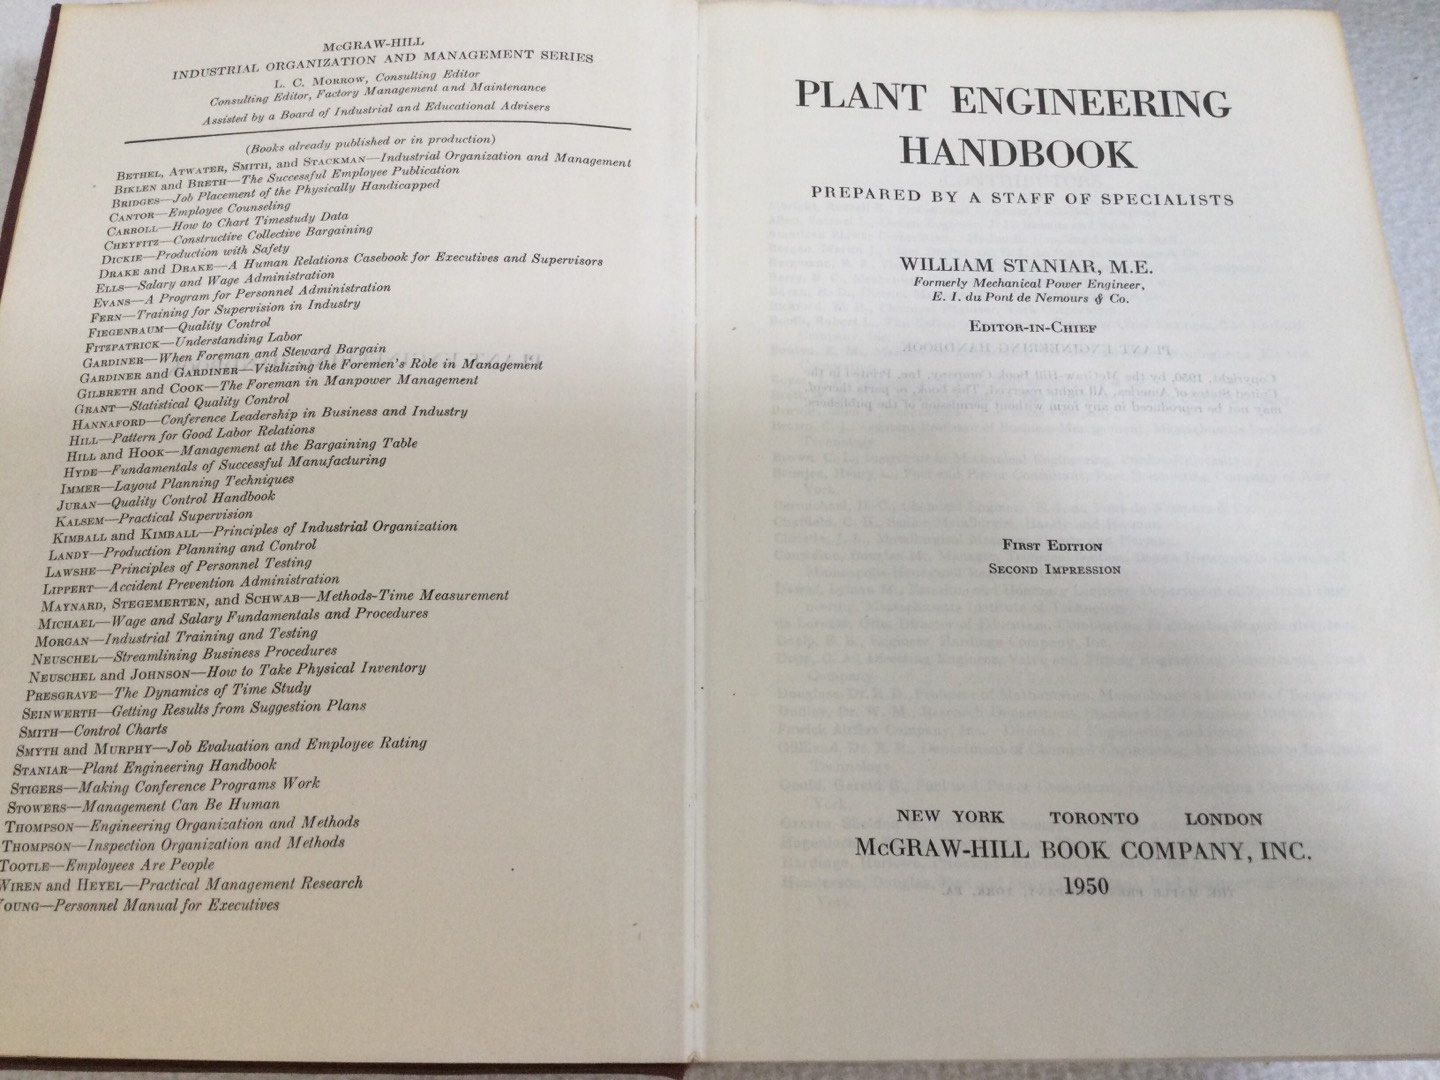 McGRAW-HILL
INDUSTRIAL ORGANIZATION AND MANAGEMENT SERIES
L. C. Morrow, Consulting Editor
Consulting Editor, Factory Management and Maintenance
Assisted by a Board of Industrial and Educational Advisers
(Books already published or in production)
Bethel, Atwater, Smith, and Stackman—Industrial Organization and Management
Biklen and Breth—The Successful Employee Publication
Bridges—Job Placement of the Physically Handicapped
Cantor—Employee Counseling
Carroll—How to Chart Timestudy Data
Cheyfitz—Constructive Collective Bargaining
Dickie—Production with Safety
Drake and Drake—A Human Relations Casebook for Executives and Supervisors
Ells—Salary and Wage Administration
Evans—A Program for Personnel Administration
Fern—Training for Supervision in Industry
Fiegenbaum—Quality Control
Fitzpatrick—Understanding Labor
Gardiner—When Foreman and Steward Bargain
Gardiner and Gardiner—Vitalizing the Foremen's Role in Management
Gilbreth and Cook—The Foreman in Manpower Management
Grant—Statistical Quality Control
Hannaford—Conference Leadership in Business and Industry
Hill—Pattern for Good Labor Relations
Hill and Hook—Management at the Bargaining Table
Hyde—Fundamentals of Successful Manufacturing
Immer—Layout Planning Techniques
Juran—Quality Control Handbook
Kalsem—Practical Supervision
Kimball and Kimball—Principles of Industrial Organization
Landy—Production Planning and Control
Lawshe—Principles of Personnel Testing
Lippert—Accident Prevention Administration
Maynard, Stegemerten, and Schwab—Methods-Time Measurement
Michael—Wage and Salary Fundamentals and Procedures
Morgan—Industrial Training and Testing
Neuschel—Streamlining Business Procedures
Neuschel and Johnson—How to Take Physical Inventory
Presgrave—The Dynamics of Time Study
Seinwerth—Getting Results from Suggestion Plans
Smith—Control Charts
Smyth and Murphy—Job Evaluation and Employee Rating
Staniar—Plant Engineering Handbook
Stigers—Making Conference Programs Work
Stowers—Management Can Be Human
Thompson—Engineering Organization and Methods
Thompson—Inspection Organization and Methods
Tootle—Employees Are People
Wiren and Heyel—Practical Management Research
Young—Personnel Manual for Executives
PLANT ENGINEERING
HANDBOOK
PREPARED BY A STAFF OF SPECIALISTS
WILLIAM STANIAR, M.E.
Formerly Mechanical Power Engineer,
E. I. du Pont de Nemours & Co.
Editor-in-Chief
First Edition
Second Impression
NEW YORK TORONTO LONDON
McGRAW-HILL BOOK COMPANY, INC.
1950